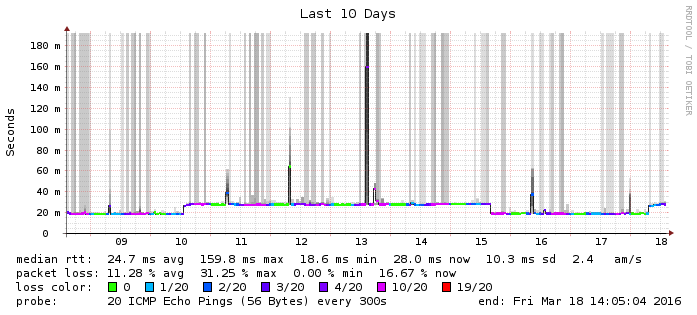 Last 10 Days
RRDTOOL / TOBI OETIKER
Seconds
180 m
160 m
140 m
120 m
100 m
80 m
60 m
40 m
20 m
0
09 10 11 12 13 14 15 16 17 18
median rtt: 24.7 ms avg 159.8 ms max 18.6 ms min 28.0 ms now 10.3 ms sd 2.4 am/s
packet loss: 11.28 % avg 31.25 % max 0.00 % min 16.67 % now
loss color: 0 1/20 2/20 3/20 4/20 10/20 19/20
probe: 20 ICMP Echo Pings (56 Bytes) every 300s end: Fri Mar 18 14:05:04 2016